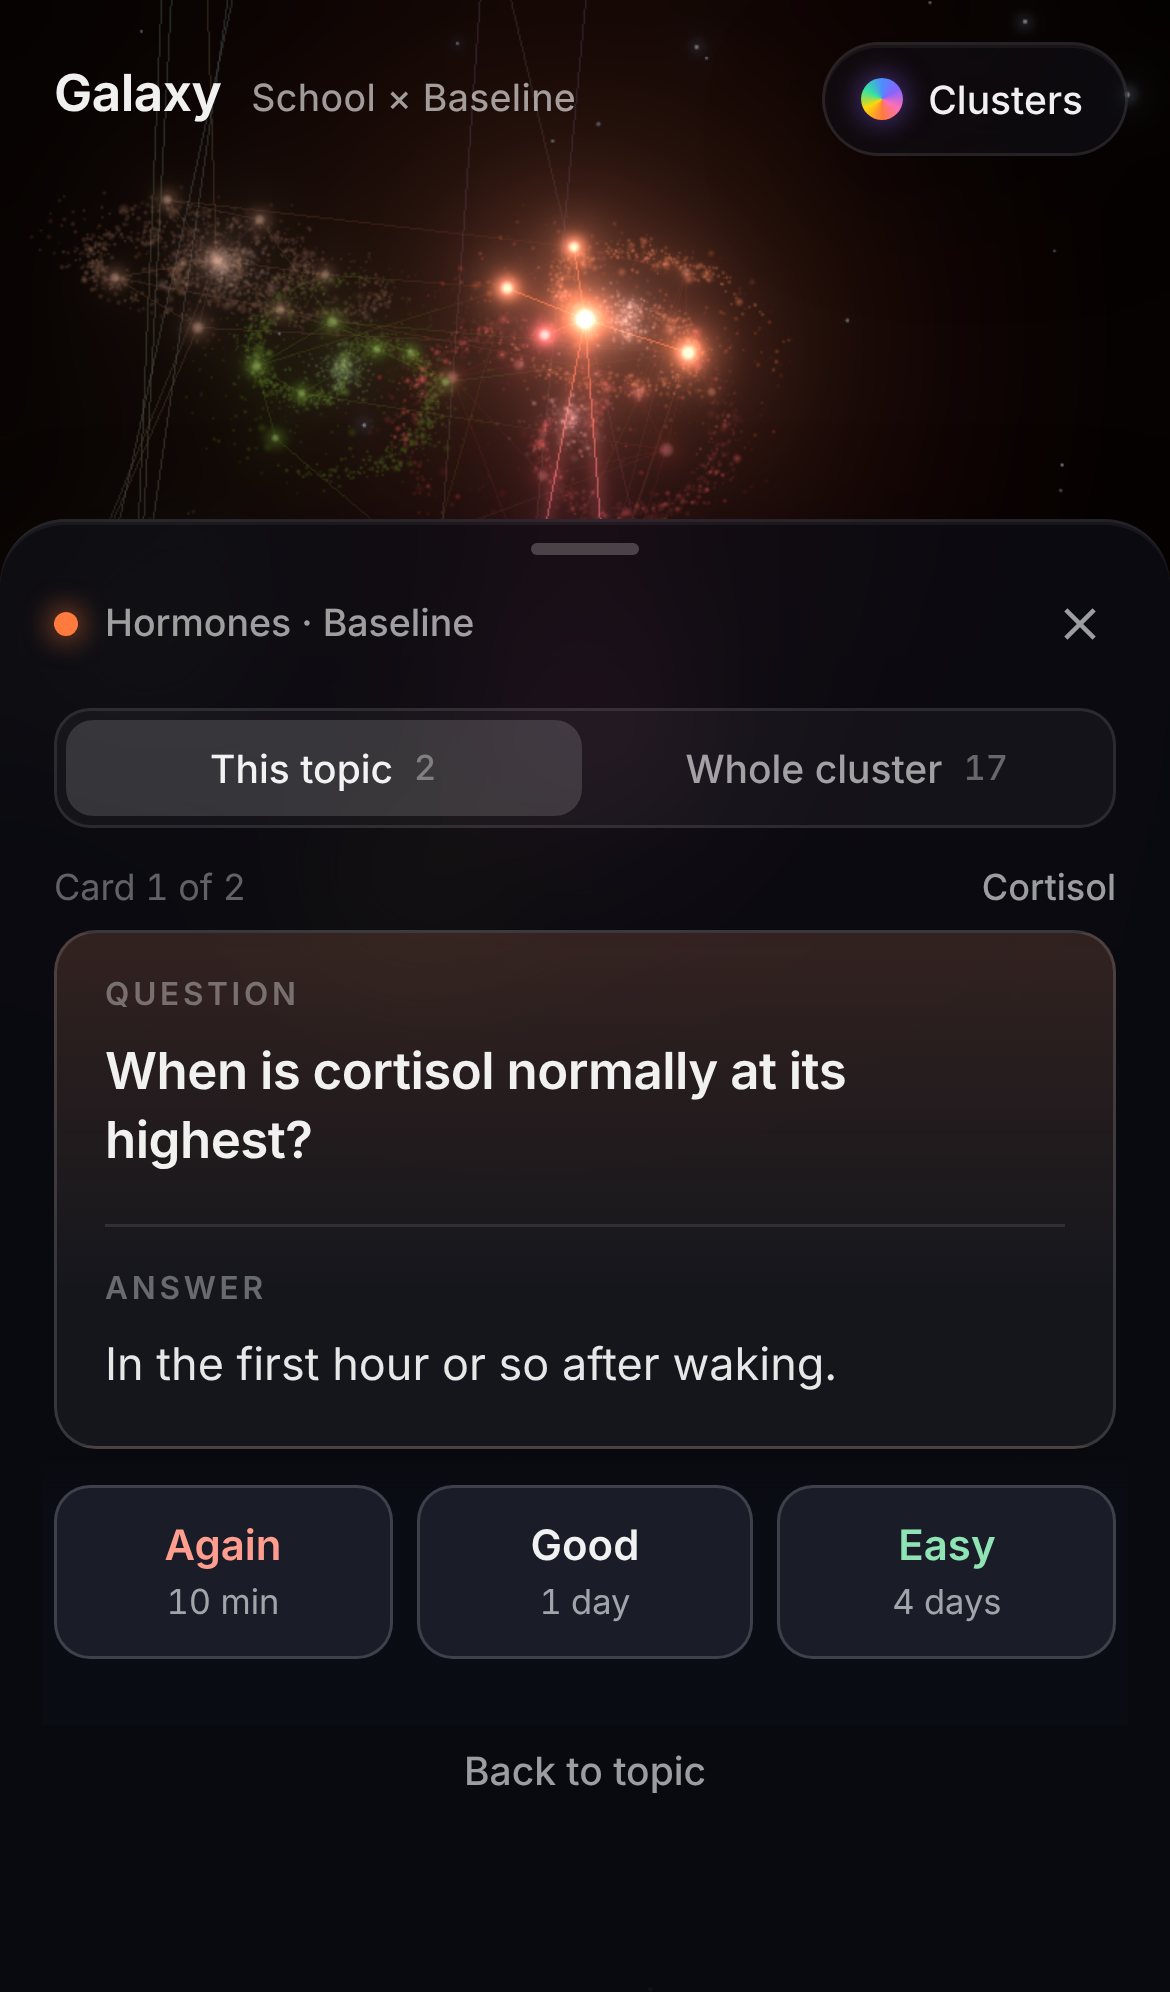 Galaxy School × Baseline
Clusters
Hormones · Baseline
This topic 2
Whole cluster 17
Card 1 of 2
Cortisol
QUESTION
When is cortisol normally at its
highest?
ANSWER
In the first hour or so after waking.
Again
10 min
Good
1 day
Easy
4 days
Back to topic